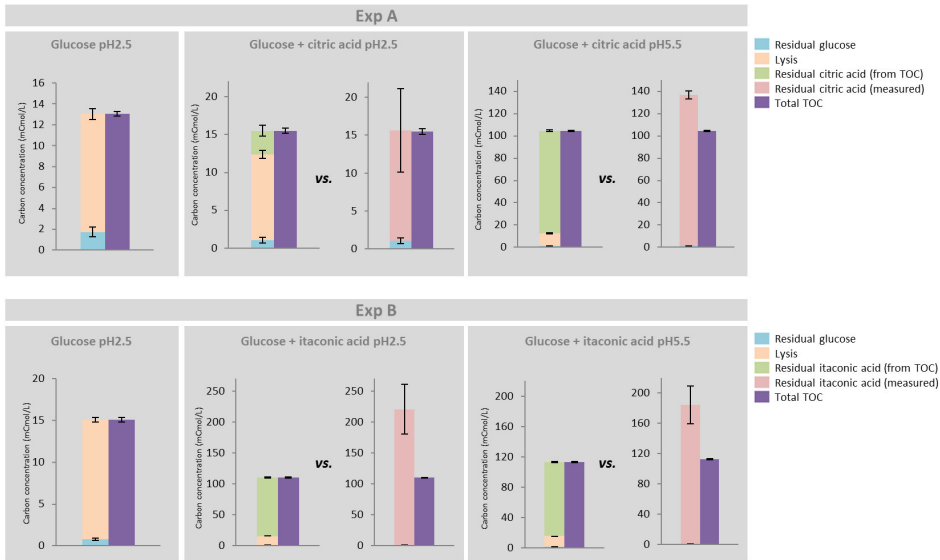 Exp A
Glucose pH2.5
Glucose + citric acid pH2.5
Glucose + citric acid pH5.5
Carbon concentration (mCmol/L)
16
14
12
10
8
6
4
2
0
Carbon concentration (mCmol/L)
20
15
10
5
0
vs.
20
15
10
5
0
Carbon concentration (mCmol/L)
140
120
100
80
60
40
20
0
vs.
140
120
100
80
60
40
20
0
Residual glucose
Lysis
Residual citric acid (from TOC)
Residual citric acid (measured)
Total TOC
Exp B
Glucose pH2.5
Glucose + itaconic acid pH2.5
Glucose + itaconic acid pH5.5
Carbon concentration (mCmol/L)
20
15
10
5
0
Carbon concentration (mCmol/L)
250
200
150
100
50
0
vs.
250
200
150
100
50
0
Carbon concentration (mCmol/L)
200
160
120
80
40
0
vs.
200
160
120
80
40
0
Residual glucose
Lysis
Residual itaconic acid (from TOC)
Residual itaconic acid (measured)
Total TOC